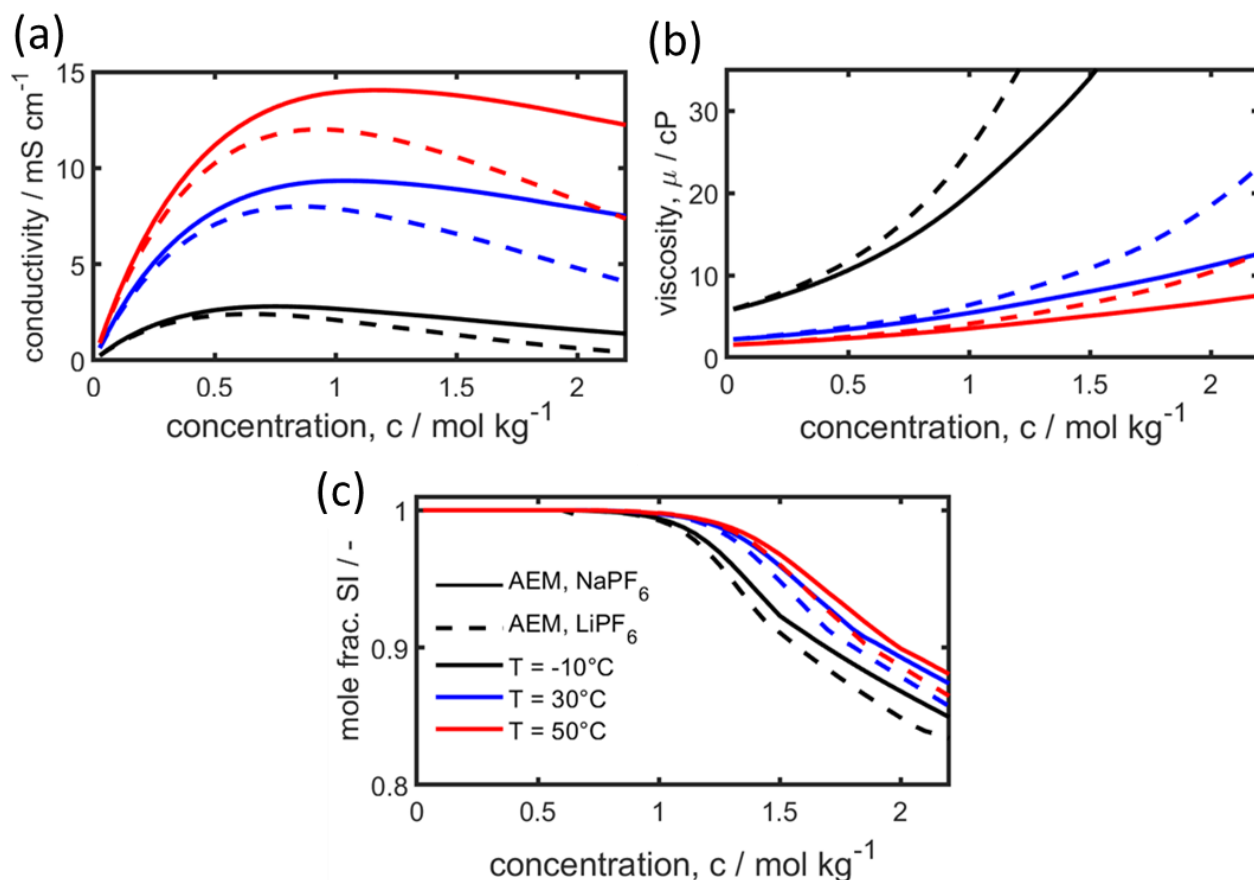 (a)
conductivity / mS cm⁻¹
15
10
5
0
0 0.5 1 1.5 2
concentration, c / mol kg⁻¹
(b)
viscosity, μ / cP
30
20
10
0
0 0.5 1 1.5 2
concentration, c / mol kg⁻¹
(c)
mole frac. SI / -
1
0.9
0.8
AEM, NaPF₆
AEM, LiPF₆
T = -10°C
T = 30°C
T = 50°C
0 0.5 1 1.5 2
concentration, c / mol kg⁻¹